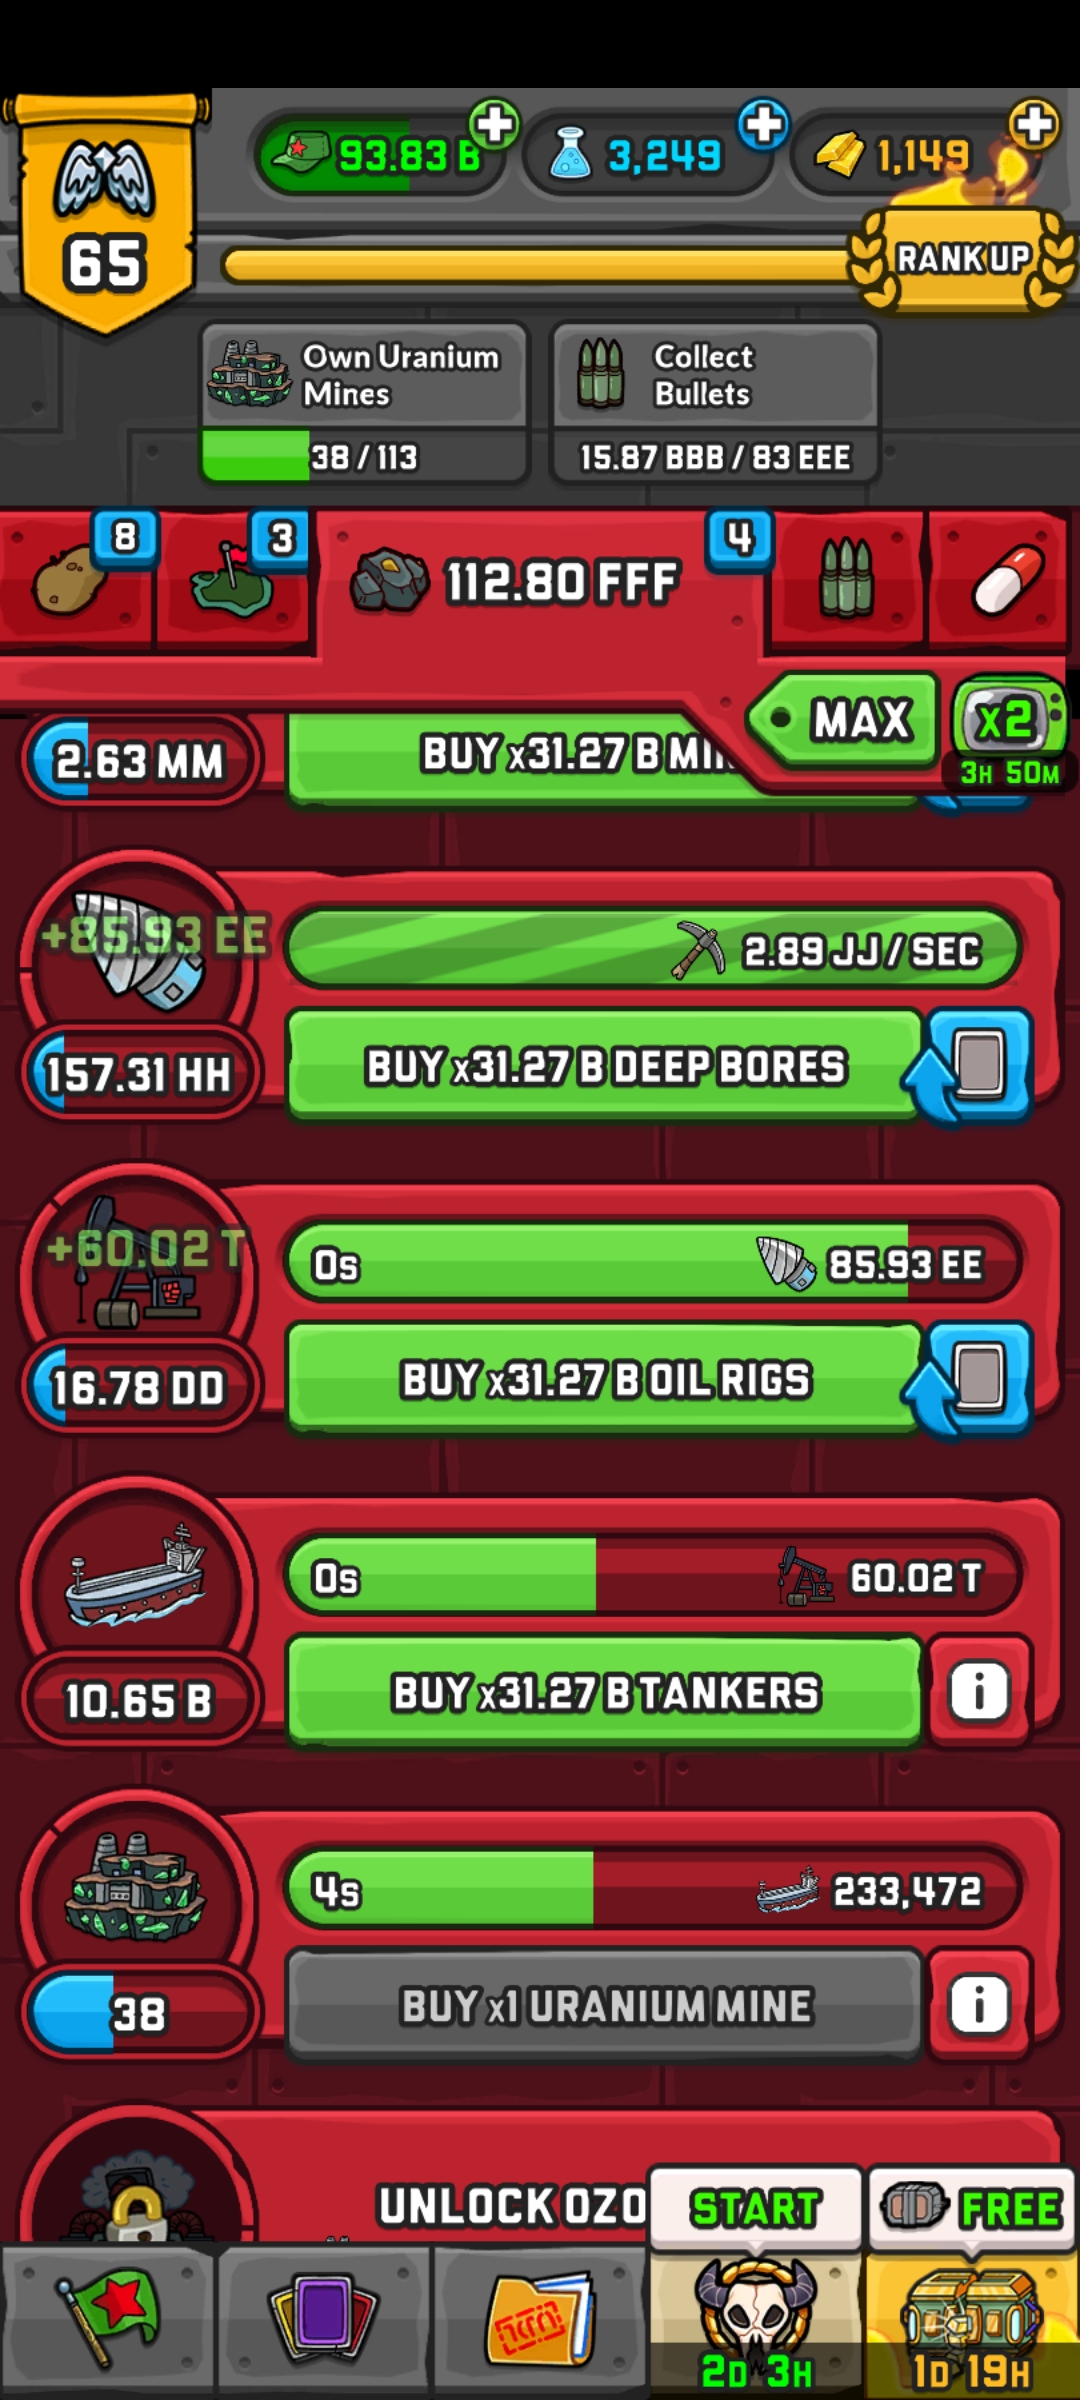 93.83 B
3,249
1,149
65
RANK UP
Own Uranium
Mines
38 / 113
Collect
Bullets
15.87 BBB / 83 EEE
8
3
112.80 FFF
4
MAX
x2
3H 50M
2.63 MM
BUY x31.27 B
+85.93 EE
2.89 JJ / SEC
157.31 HH
BUY x31.27 B DEEP BORES
+60.02 T
0s
85.93 EE
16.78 DD
BUY x31.27 B OIL RIGS
0s
60.02 T
10.65 B
BUY x31.27 B TANKERS
i
4s
233,472
38
BUY x1 URANIUM MINE
i
UNLOCK OZO
START
FREE
2D 3H
1D 19H